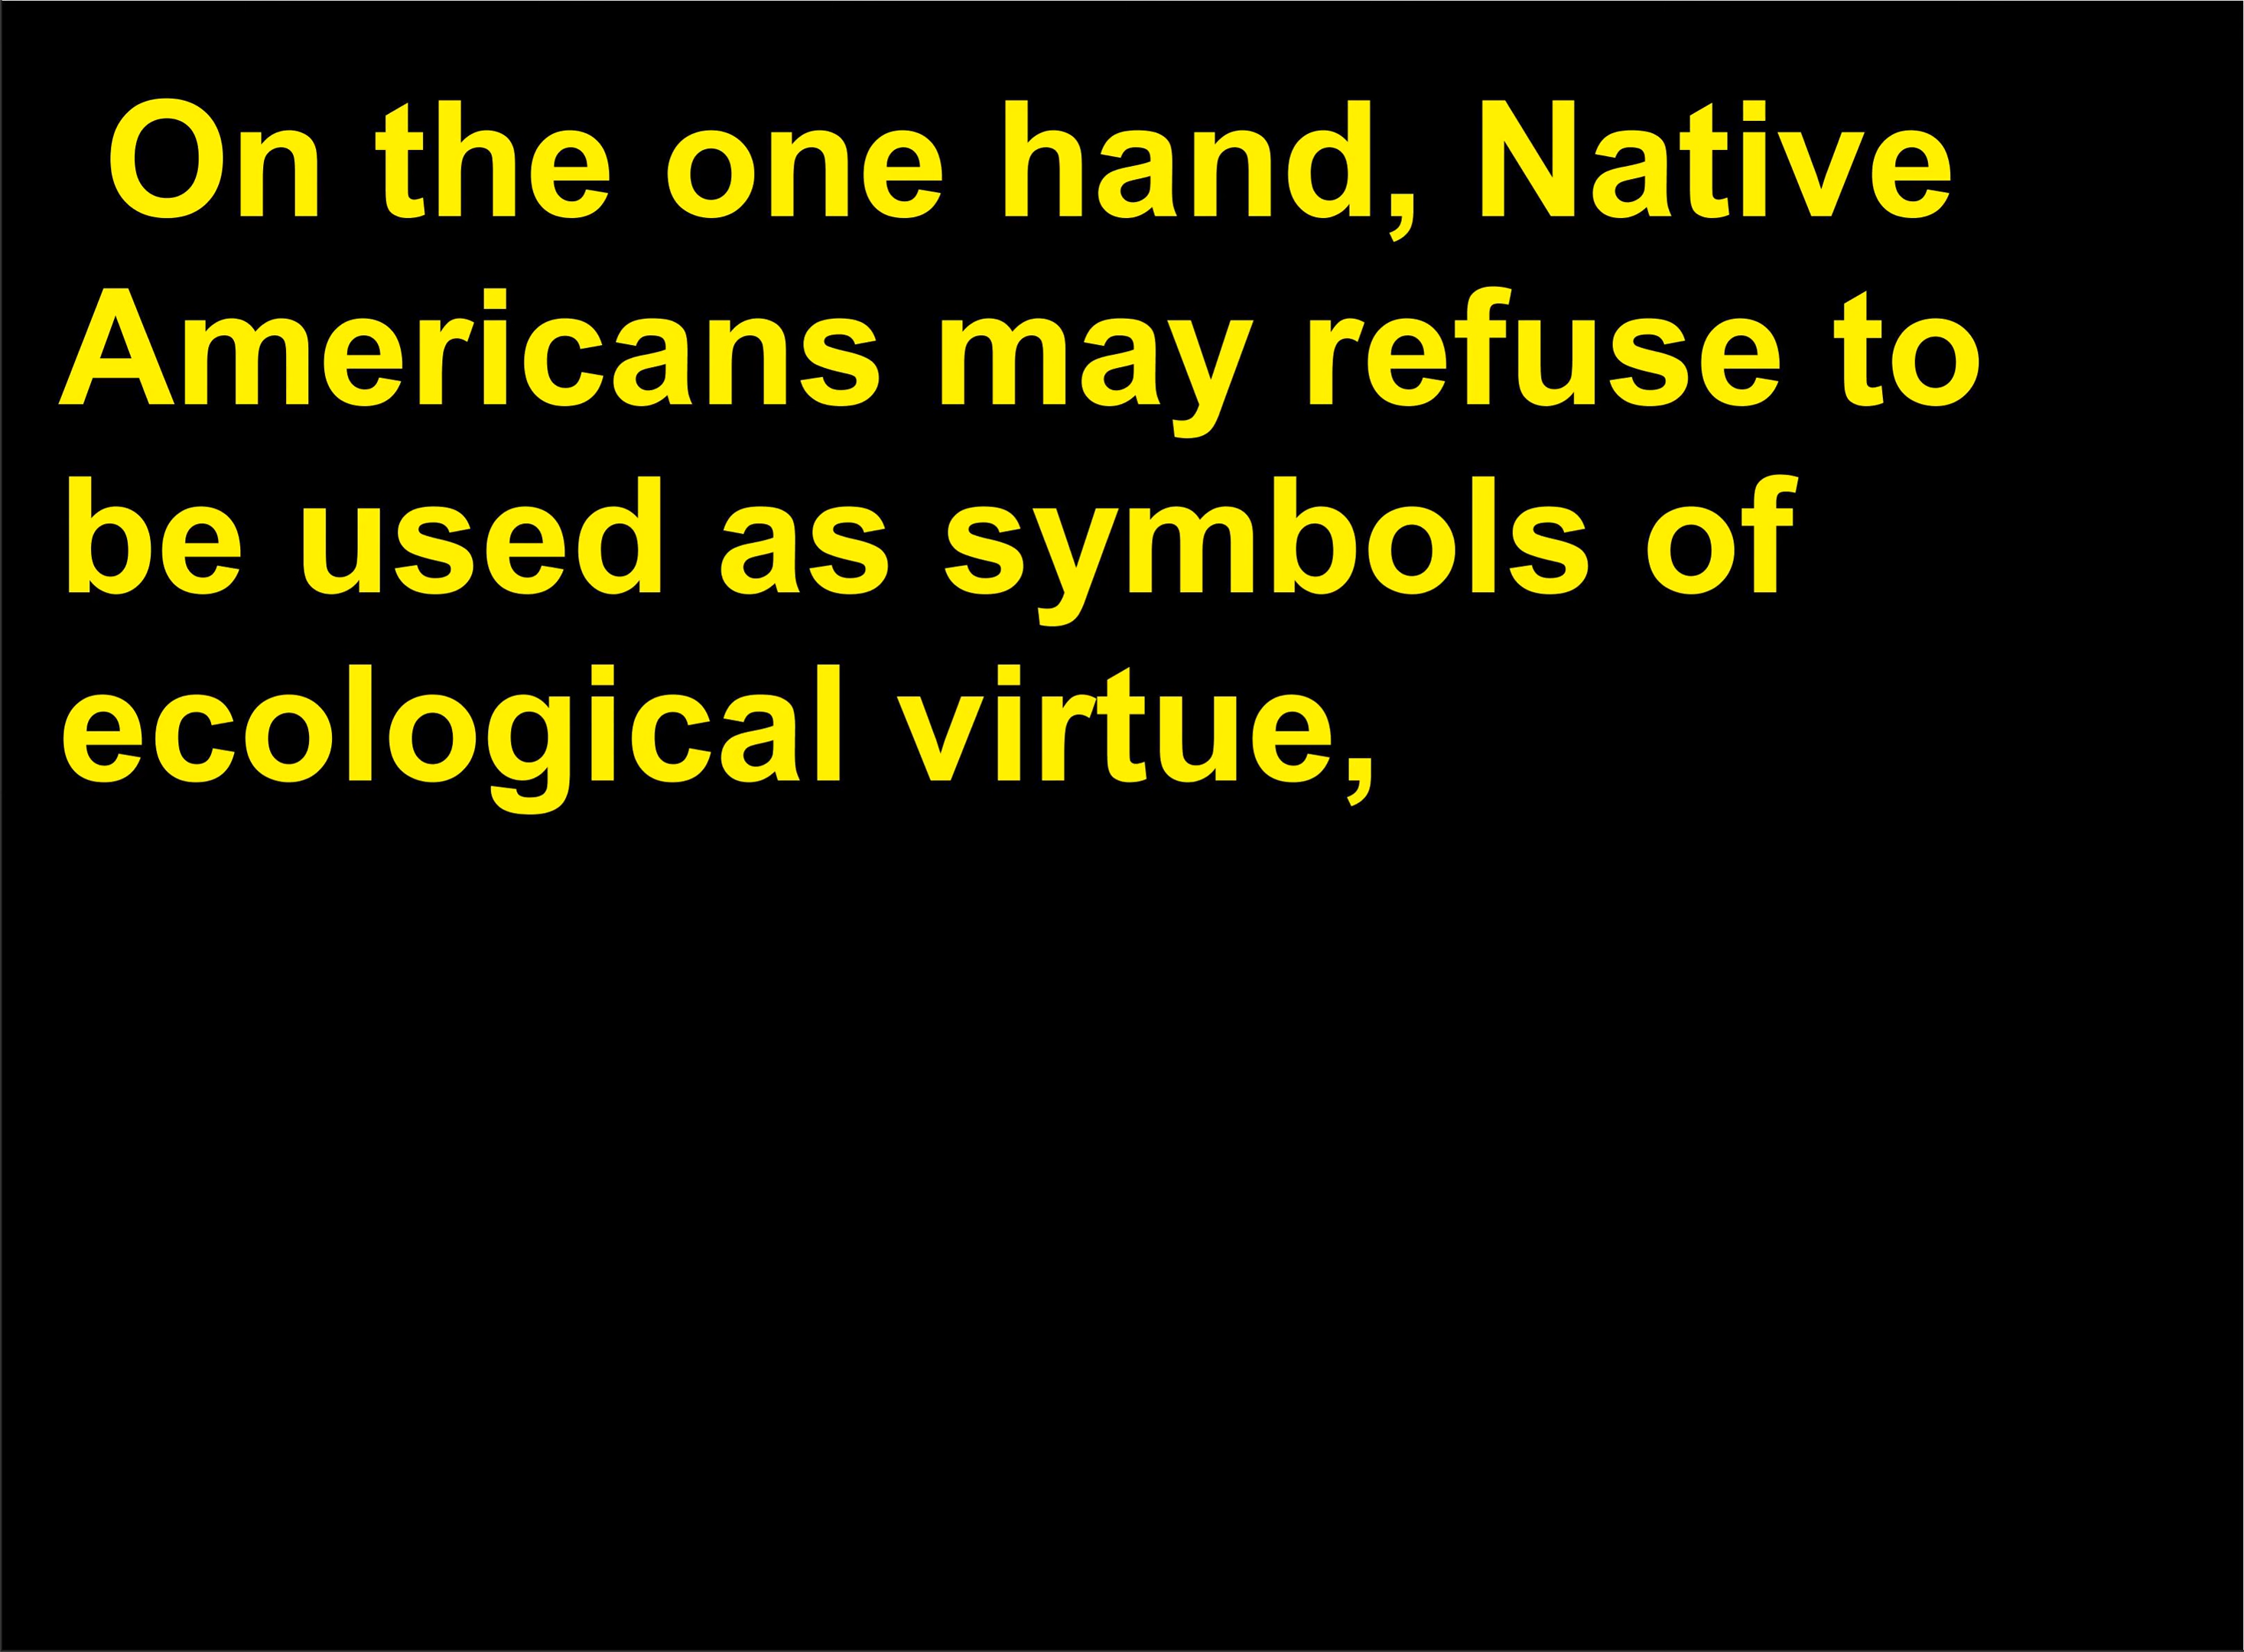 On the one hand, Native
Americans may refuse to
be used as symbols of
ecological virtue,